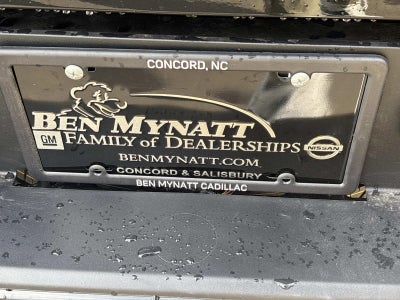 CONCORD, NC
BEN MYNATT
GM FAMILY OF DEALERSHIPS NISSAN
BENMYNATT.COM
CONCORD & SALISBURY
BEN MYNATT CADILLAC